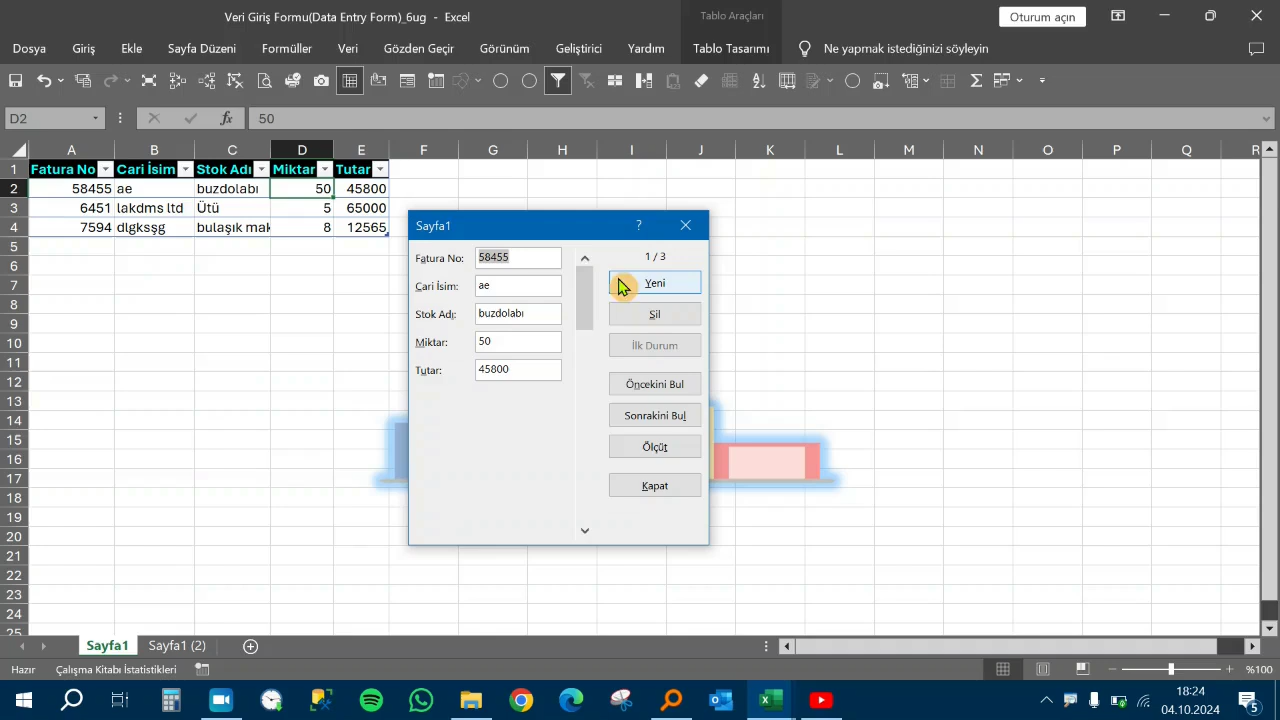 Veri Giriş Formu(Data Entry Form)_6ug - Excel
Tablo Araçları
Oturum açın
Dosya Giriş Ekle Sayfa Düzeni Formüller Veri Gözden Geçir Görünüm Geliştirici Yardım Tablo Tasarımı Ne yapmak istediğinizi söyleyin
D2 fx 50
A B C D E F G H I J K L M N O P Q R
1 Fatura No Cari İsim Stok Adı Miktar Tutar
2 58455 ae buzdolabı 50 45800
3 6451 lakdms ltd Ütü 5 65000
4 7594 dlgksşg bulaşık mak 8 12565
5
6
7
8
9
10
11
12
13
14
15
16
17
18
19
20
21
22
23
24
25
Sayfa1 ?
Fatura No: 58455 1 / 3
Cari İsim: ae Yeni
Stok Adı: buzdolabı Sil
Miktar: 50 İlk Durum
Tutar: 45800 Öncekini Bul
Sonrakini Bul
Ölçüt
Kapat
Sayfa1 Sayfa1 (2)
Hazır Çalışma Kitabı İstatistikleri %100
18:24
04.10.2024
5